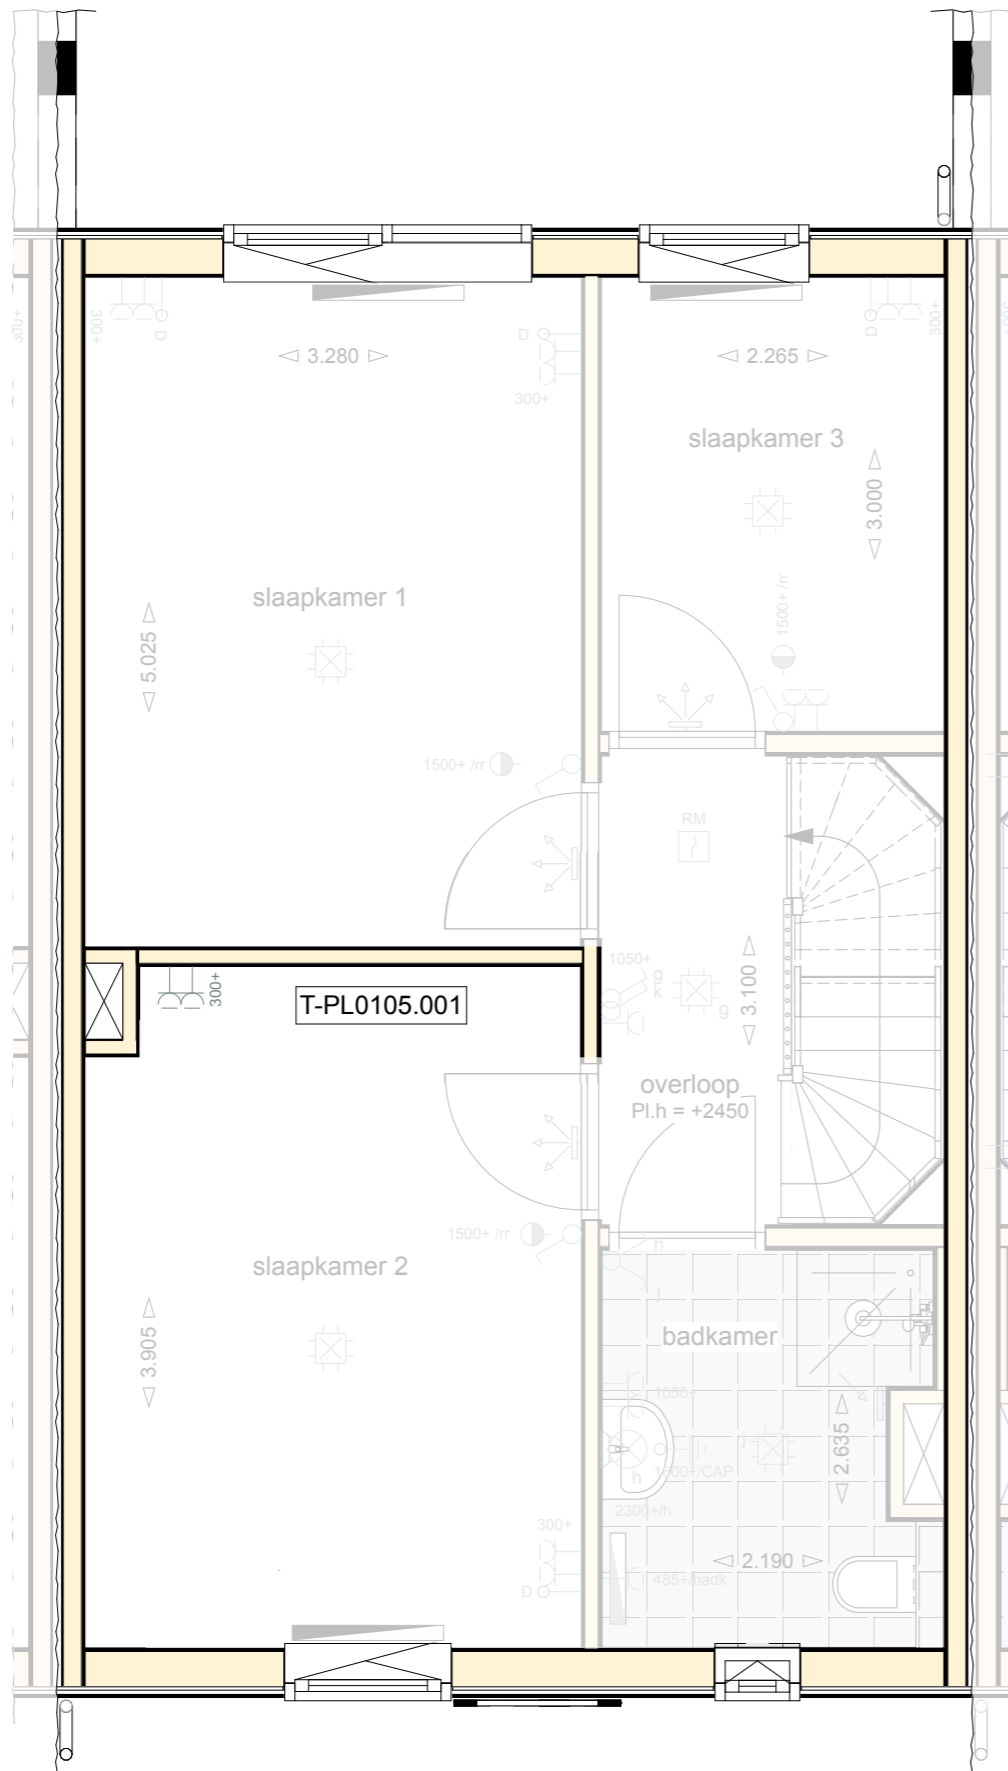 300+
300+
D
3.280
D
300+
2.265
D
300+
slaapkamer 3
3.000
slaapkamer 1
5.025
1500+ /rr
1500+ /rr
RM
300+
T-PL0105.001
1050+
g
k
g
3.100
overloop
Pl.h = +2450
1500+ /rr
slaapkamer 2
3.905
n
j
badkamer
1050+
j
2.635
h
1300+/CAP
2300+/h
300+
D
2.190
485+/badk